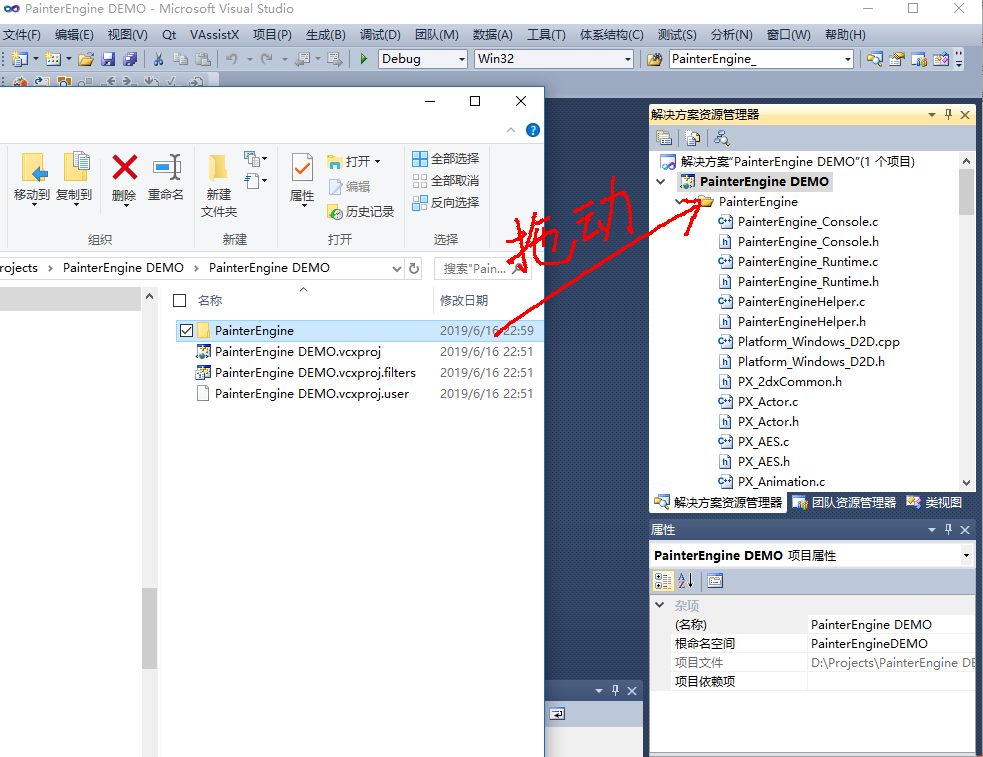 PainterEngine DEMO - Microsoft Visual Studio
文件(F) 编辑(E) 视图(V) Qt VAssistX 项目(P) 生成(B) 调试(D) 团队(M) 数据(A) 工具(T) 体系结构(C) 测试(S) 分析(N) 窗口(W) 帮助(H)
Debug Win32 PainterEngine_
移动到 复制到 删除 重命名 新建文件夹 属性 打开 编辑 历史记录 全部选择 全部取消 反向选择
组织 新建 打开 选择
拖动
rojects › PainterEngine DEMO › PainterEngine DEMO
搜索"Pain...
名称 修改日期
PainterEngine 2019/6/16 22:59
PainterEngine DEMO.vcxproj 2019/6/16 22:51
PainterEngine DEMO.vcxproj.filters 2019/6/16 22:51
PainterEngine DEMO.vcxproj.user 2019/6/16 22:51
解决方案资源管理器
解决方案"PainterEngine DEMO"(1 个项目)
PainterEngine DEMO
PainterEngine
PainterEngine_Console.c
PainterEngine_Console.h
PainterEngine_Runtime.c
PainterEngine_Runtime.h
PainterEngineHelper.c
PainterEngineHelper.h
Platform_Windows_D2D.cpp
Platform_Windows_D2D.h
PX_2dxCommon.h
PX_Actor.c
PX_Actor.h
PX_AES.c
PX_AES.h
PX_Animation.c
解决方案资源管理器 团队资源管理器 类视图
属性
PainterEngine DEMO 项目属性
杂项
(名称) PainterEngine DEMO
根命名空间 PainterEngineDEMO
项目文件 D:\Projects\PainterEngine DE
项目依赖项